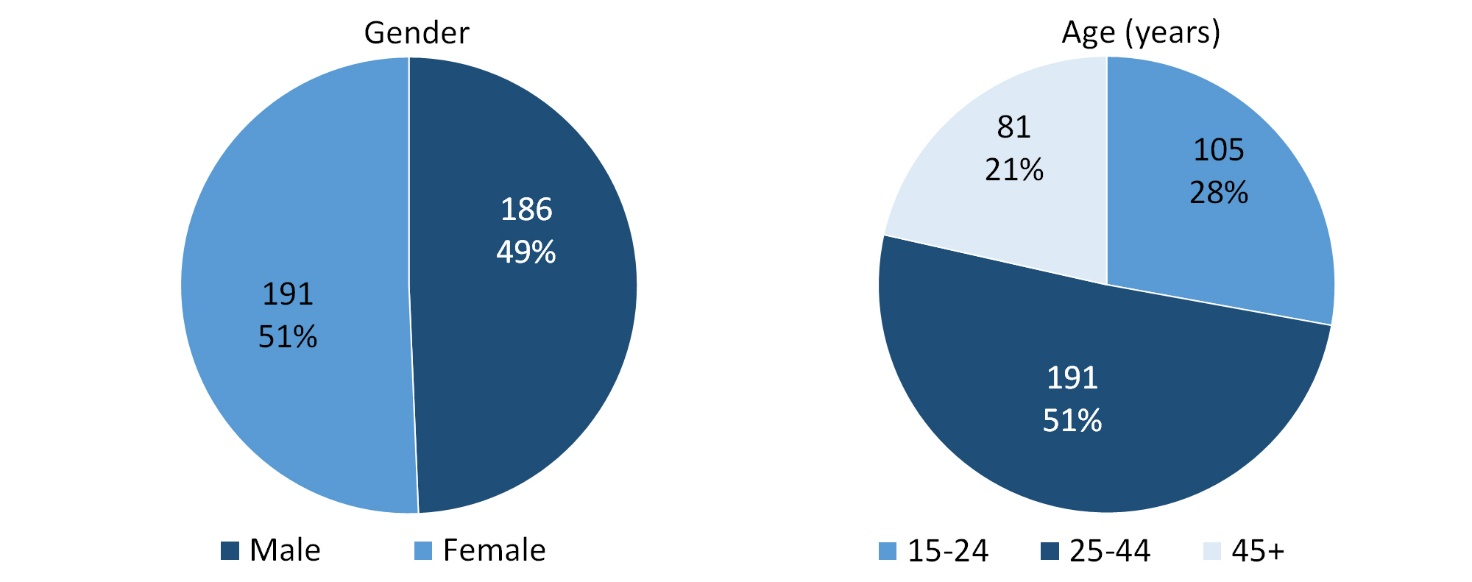 Gender
186
49%
191
51%
Male Female
Age (years)
81
21%
105
28%
191
51%
15-24 25-44 45+